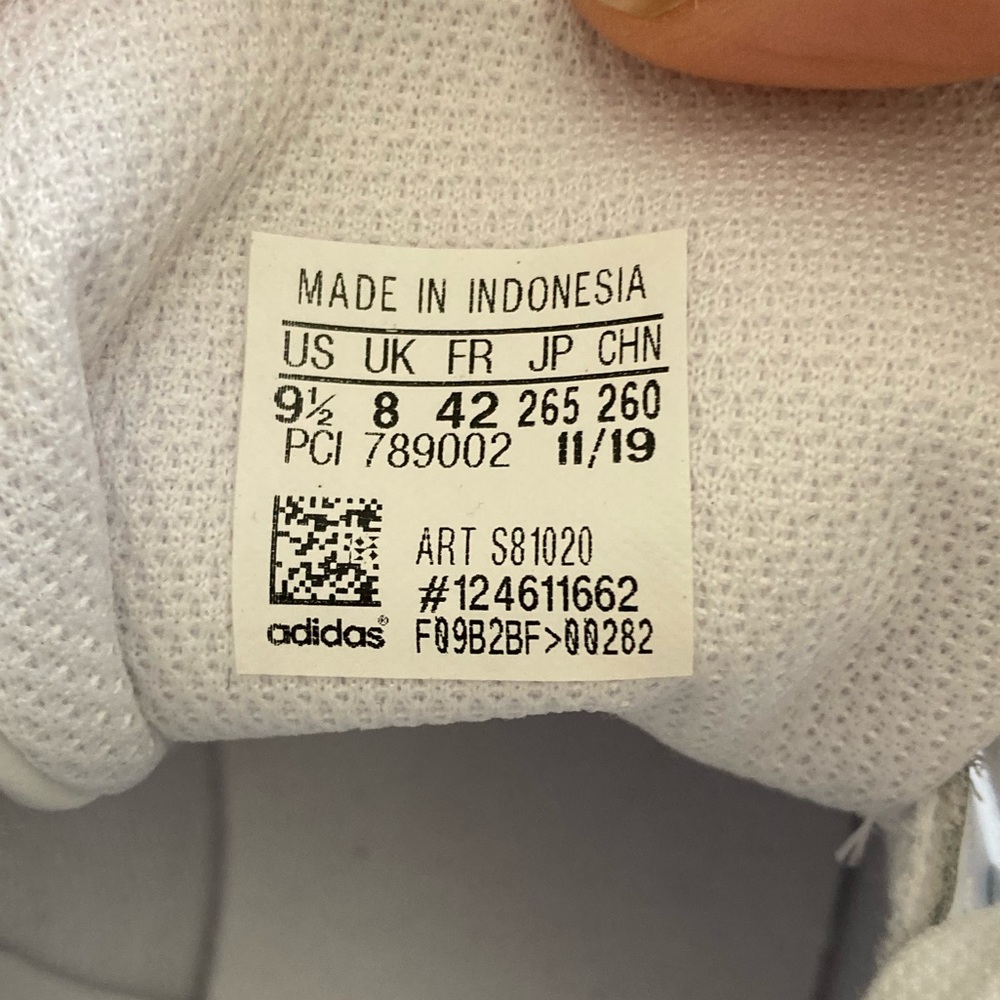 MADE IN INDONESIA
US UK FR JP CHN
9½ 8 42 265 260
PCI 789002 11/19
ART S81020
#124611662
adidas® F09B2BF>00282